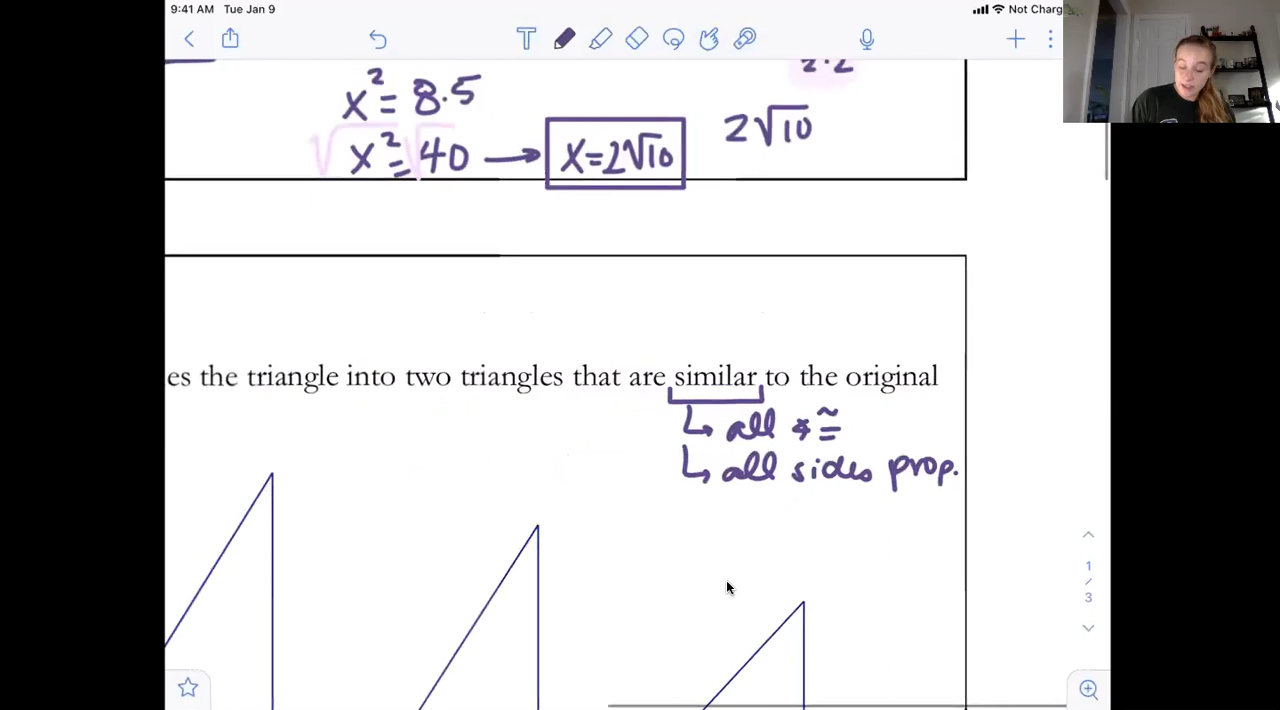 9:41 AM Tue Jan 9
Not Charg
x² = 8.5
2√10
√x² = √40 → x=2√10
es the triangle into two triangles that are similar to the original
↳ all ∡ ≅
↳ all sides prop.
1
/
3